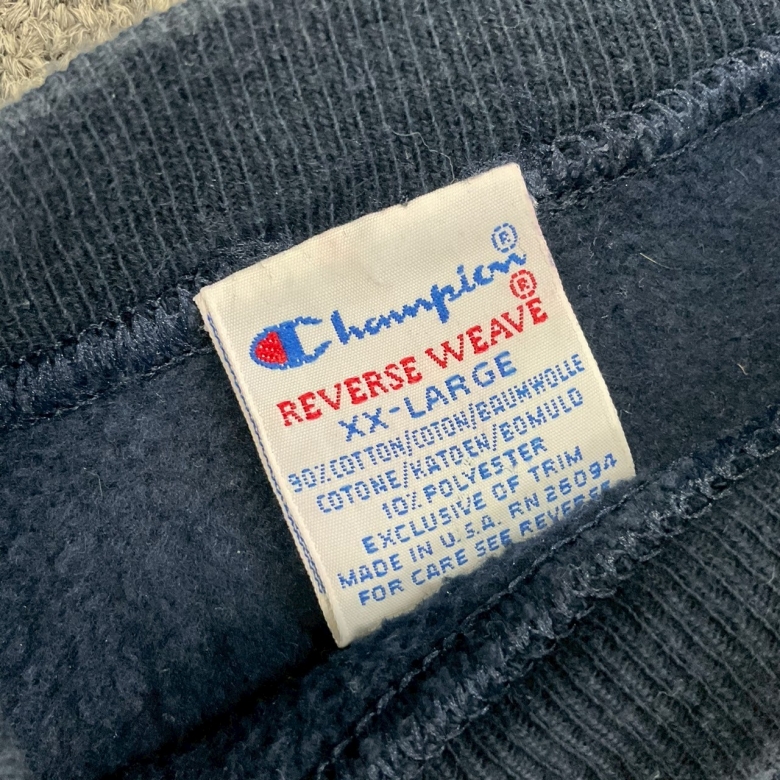 Champion®
REVERSE WEAVE®
XX-LARGE
90% COTTON/COTON/BAUMWOLLE
COTONE/KATOEN/BOMULD
10% POLYESTER
EXCLUSIVE OF TRIM
MADE IN U.S.A. RN 26094
FOR CARE SEE REVERSE